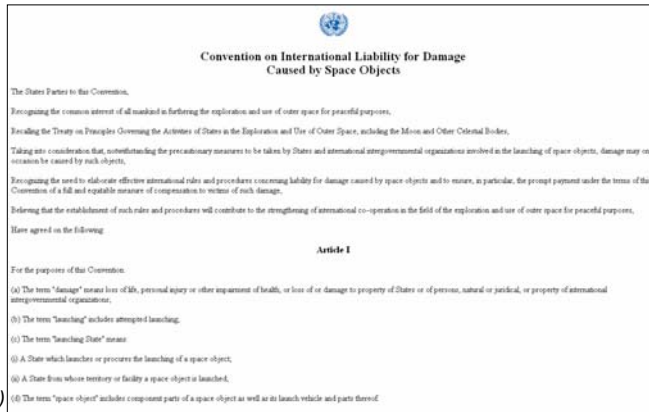 Convention on International Liability for Damage
Caused by Space Objects
The States Parties to this Convention,
Recognizing the common interest of all mankind in furthering the exploration and use of outer space for peaceful purposes,
Recalling the Treaty on Principles Governing the Activities of States in the Exploration and Use of Outer Space, including the Moon and Other Celestial Bodies,
Taking into consideration that, notwithstanding the precautionary measures to be taken by States and international intergovernmental organizations involved in the launching of space objects, damage may on
occasion be caused by such objects,
Recognizing the need to elaborate effective international rules and procedures concerning liability for damage caused by space objects and to ensure, in particular, the prompt payment under the terms of this
Convention of a full and equitable measure of compensation to victims of such damage,
Believing that the establishment of such rules and procedures will contribute to the strengthening of international co-operation in the field of the exploration and use of outer space for peaceful purposes,
Have agreed on the following:
Article I
For the purposes of this Convention:
(a) The term "damage" means loss of life, personal injury or other impairment of health, or loss of or damage to property of States or of persons, natural or juridical, or property of international
intergovernmental organizations;
(b) The term "launching" includes attempted launching;
(c) The term "launching State" means:
(i) A State which launches or procures the launching of a space object;
(ii) A State from whose territory or facility a space object is launched;
) (d) The term "space object" includes component parts of a space object as well as its launch vehicle and parts thereof.